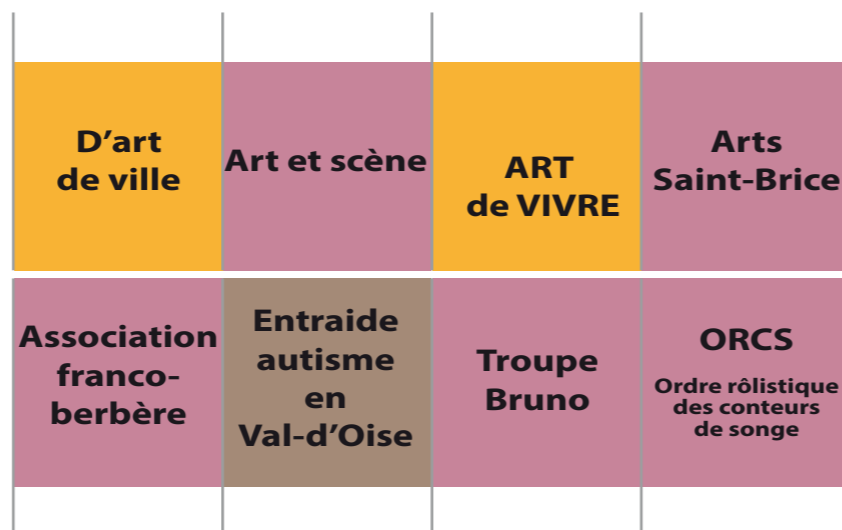 D’art
de ville
Art et scène
ART
de VIVRE
Arts
Saint-Brice
Association
franco-
berbère
Entraide
autisme
en
Val-d’Oise
Troupe
Bruno
ORCS
Ordre rôlistique
des conteurs
de songe